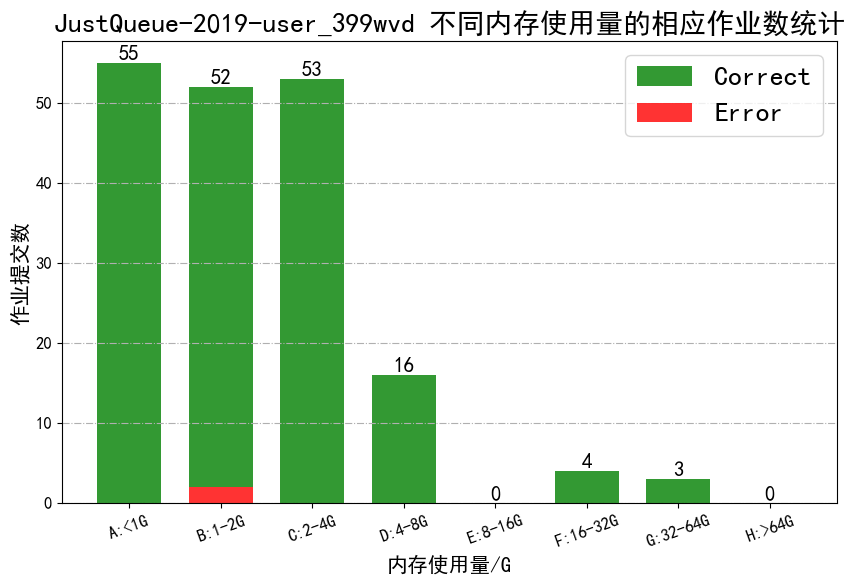 JustQueue-2019-user_399wvd 不同内存使用量的相应作业数统计
Correct
Error
作业提交数
50
40
30
20
10
0
55
52
53
16
0
4
3
0
A:<1G
B:1-2G
C:2-4G
D:4-8G
E:8-16G
F:16-32G
G:32-64G
H:>64G
内存使用量/G